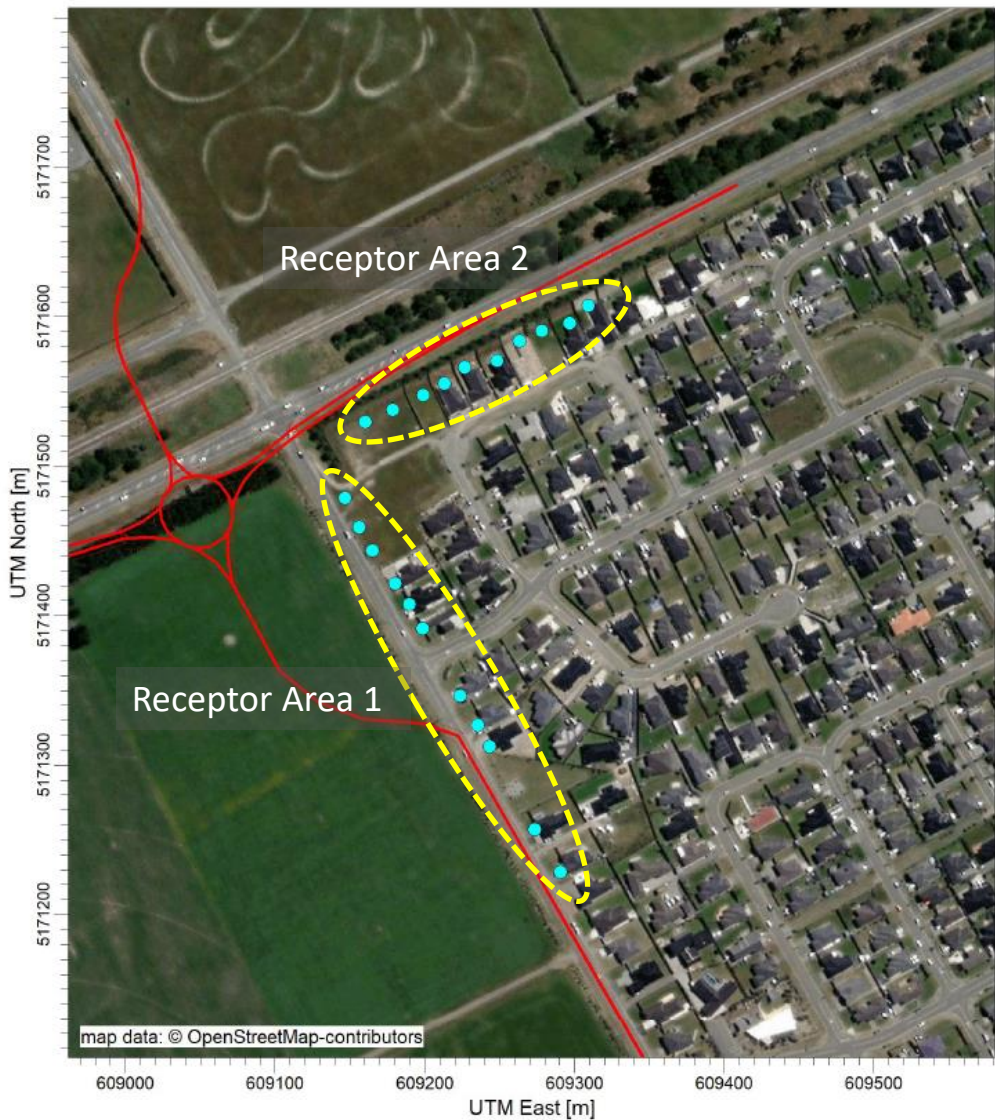 5171700
5171600
5171500
5171400
5171300
5171200
UTM North [m]
Receptor Area 2
Receptor Area 1
map data: © OpenStreetMap-contributors
609000
609100
609200
609300
609400
609500
UTM East [m]